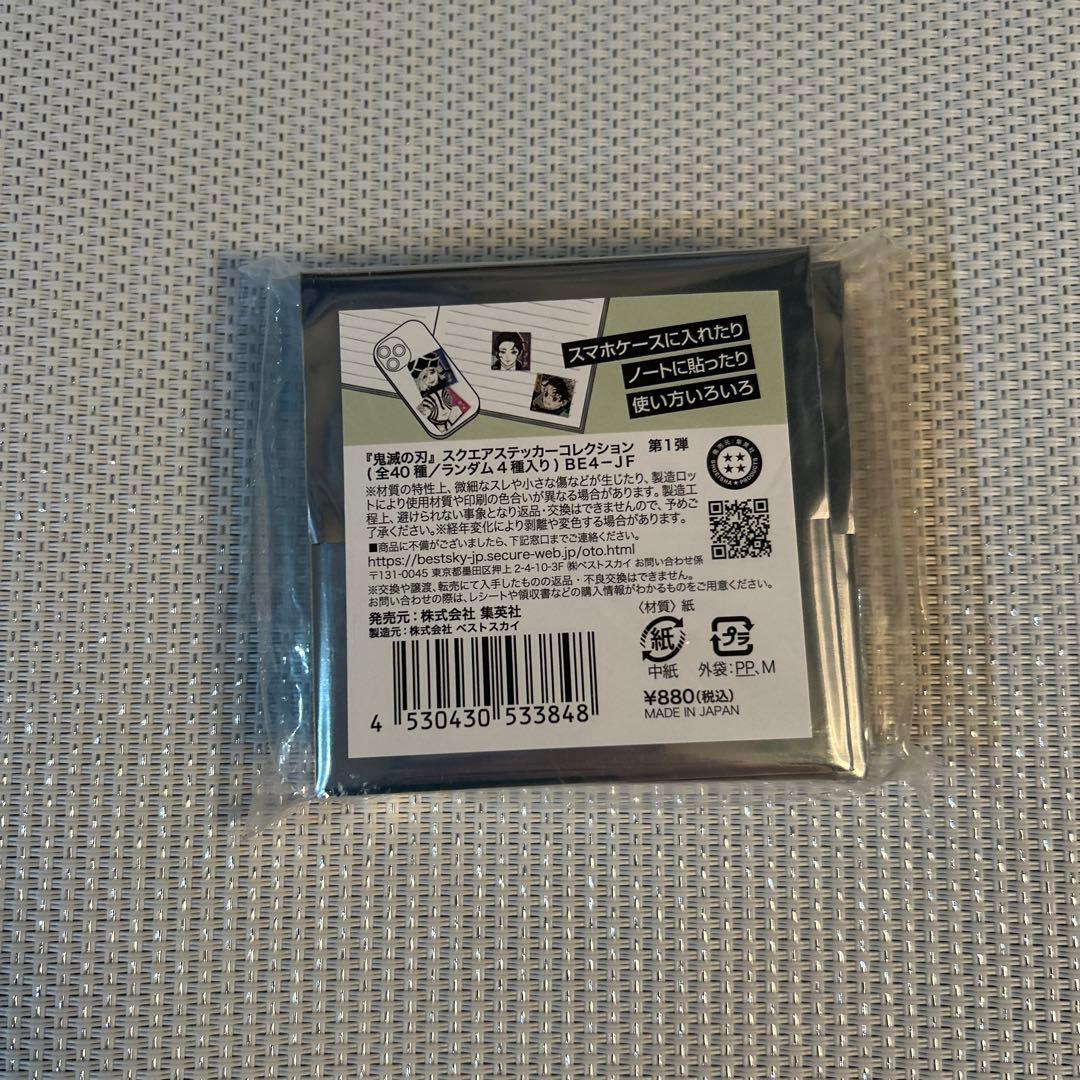 スマホケースに入れたり
ノートに貼ったり
使い方いろいろ
『鬼滅の刃』スクエアステッカーコレクション 第1弾
(全40種/ランダム4種入り) BE4-JF
※材質の特性上、微細なスレや小さな傷などが生じたり、製造ロッ
トにより使用材質や印刷の色合いが異なる場合があります。製造工
程上、避けられない事象となり返品・交換はできませんので、予めご
了承ください。※経年変化により剥離や変色する場合があります。
■商品に不備がございましたら、下記窓口までご連絡ください。
https://bestsky-jp.secure-web.jp/oto.html
〒131-0045 東京都墨田区押上 2-4-10-3F ㈱ベストスカイ お問い合わせ係
※交換や譲渡、転売にて入手したものの返品・不良交換はできません。
お問い合わせの際は、レシートや領収書などの購入情報がわかるものをご用意ください。
発売元:株式会社 集英社
製造元:株式会社 ベストスカイ
〈材質〉紙
紙
プラ
中紙
外袋:PP、M
¥880(税込)
MADE IN JAPAN
4 530430 533848